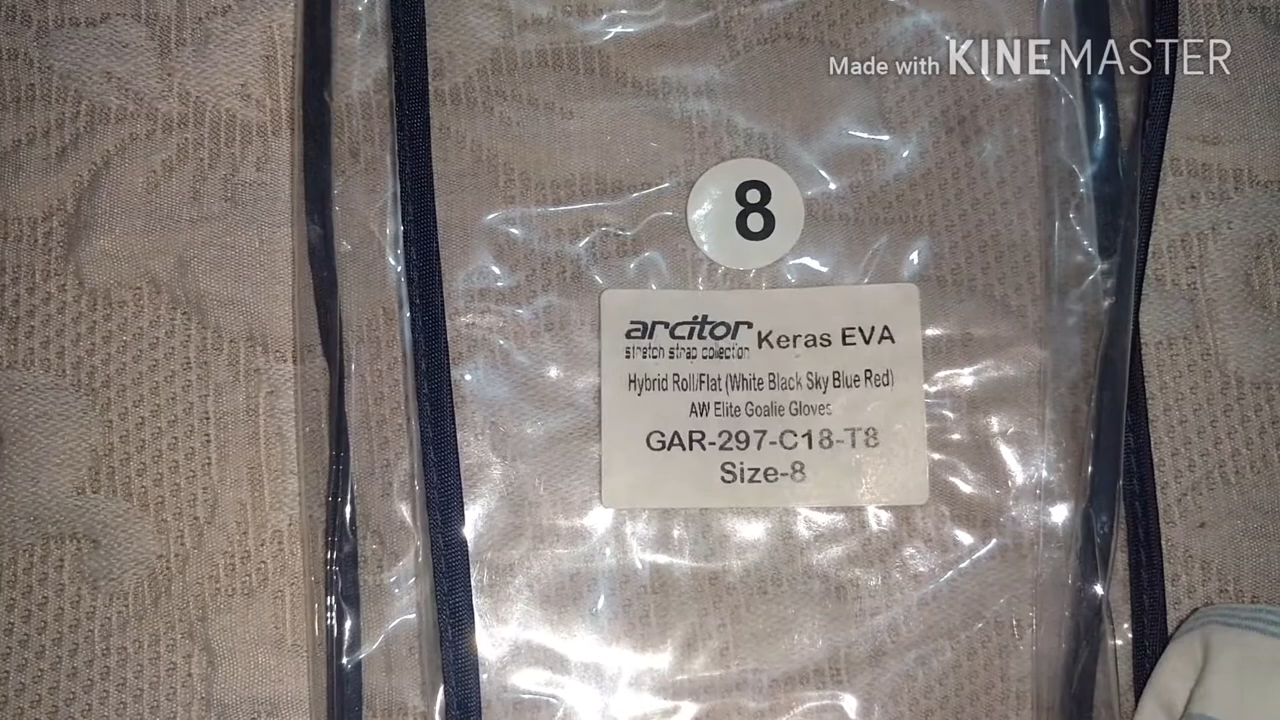 Made with KINEMASTER
8
arcitor Keras EVA
stretch strap collection
Hybrid Roll/Flat (White Black Sky Blue Red)
AW Elite Goalie Gloves
GAR-297-C18-T8
Size-8